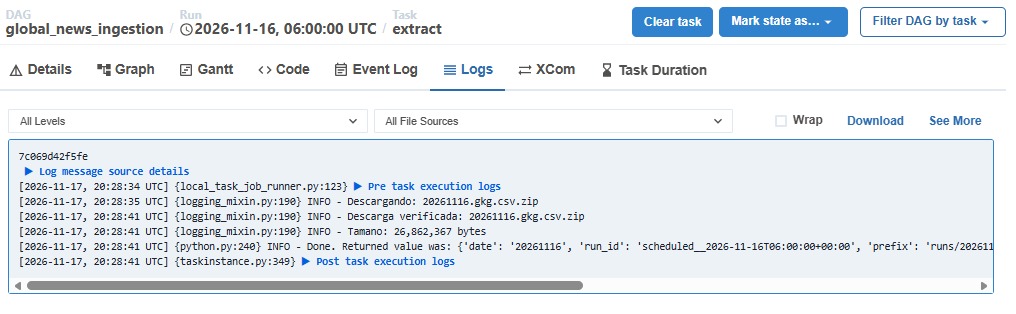 DAG Run Task
global_news_ingestion / 2026-11-16, 06:00:00 UTC / extract
Clear task Mark state as… Filter DAG by task
Details Graph Gantt Code Event Log Logs XCom Task Duration
All Levels All File Sources Wrap Download See More
7c069d42f5fe
▶ Log message source details
[2026-11-17, 20:28:34 UTC] {local_task_job_runner.py:123} ▶ Pre task execution logs
[2026-11-17, 20:28:35 UTC] {logging_mixin.py:190} INFO - Descargando: 20261116.gkg.csv.zip
[2026-11-17, 20:28:41 UTC] {logging_mixin.py:190} INFO - Descarga verificada: 20261116.gkg.csv.zip
[2026-11-17, 20:28:41 UTC] {logging_mixin.py:190} INFO - Tamano: 26,862,367 bytes
[2026-11-17, 20:28:41 UTC] {python.py:240} INFO - Done. Returned value was: {'date': '20261116', 'run_id': 'scheduled__2026-11-16T06:00:00+00:00', 'prefix': 'runs/202611
[2026-11-17, 20:28:41 UTC] {taskinstance.py:349} ▶ Post task execution logs